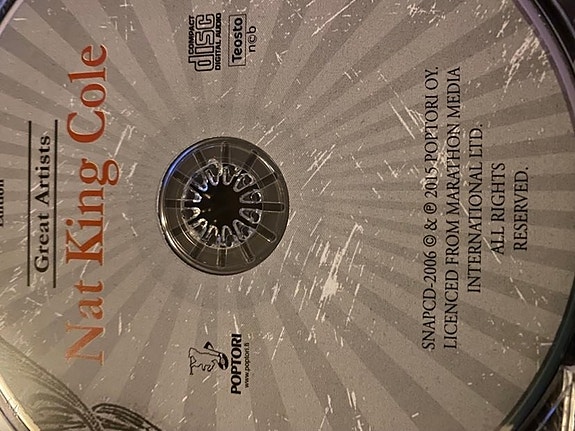 Edition
Great Artists
Nat King Cole
COMPACT
disc
DIGITAL AUDIO
Teosto
n©b
POPTORI
www.poptori.fi
SNAPCD-2006 © & ℗ 2015 POPTORI OY.
LICENCED FROM MARATHON MEDIA
INTERNATIONAL LTD.
ALL RIGHTS
RESERVED.